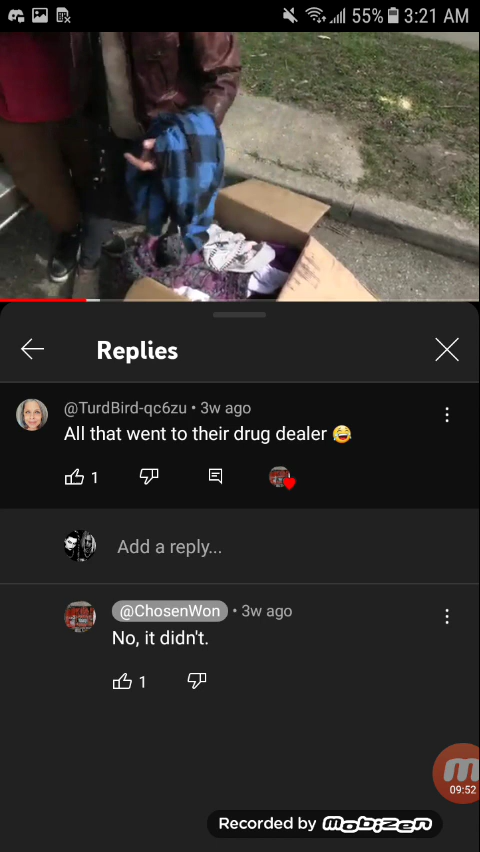 55% 3:21 AM
Replies
@TurdBird-qc6zu • 3w ago
All that went to their drug dealer 😂
1
Add a reply...
@ChosenWon • 3w ago
No, it didn't.
1
09:52
Recorded by mobizen